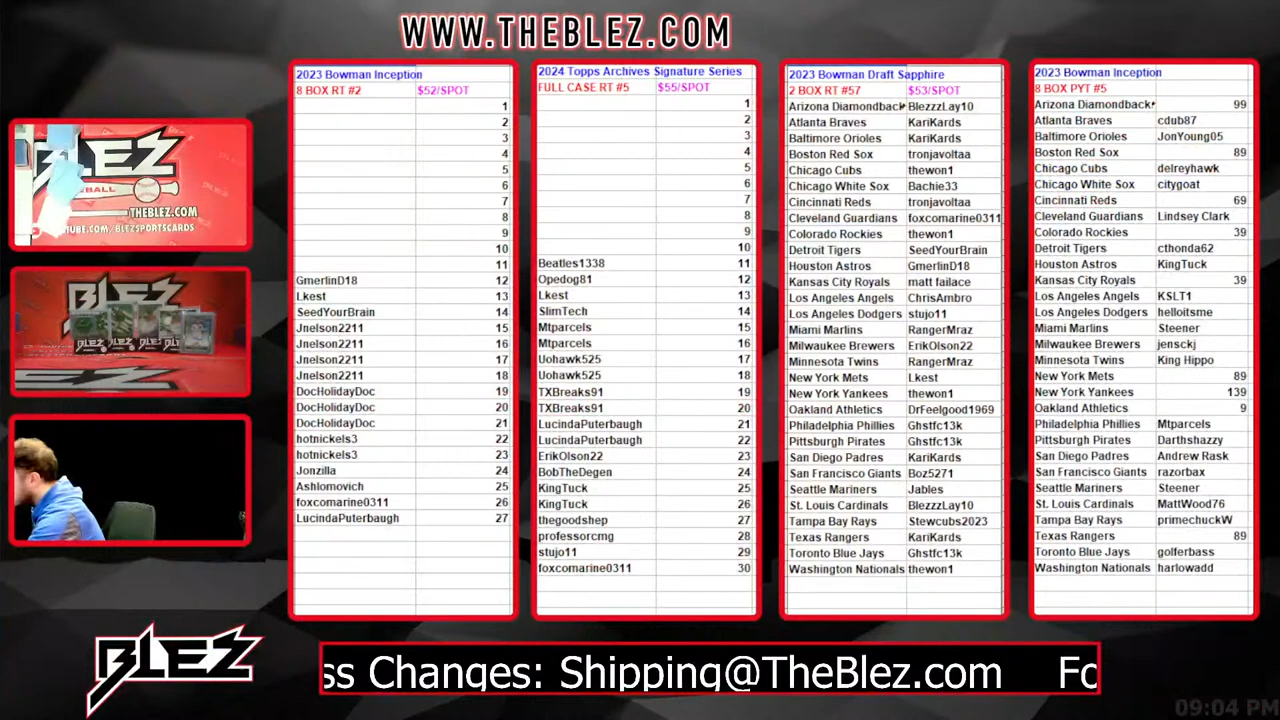 WWW.THEBLEZ.COM
2023 Bowman Inception
8 BOX RT #2 $52/SPOT
1
2
3
4
5
6
7
8
9
10
11
GmerlinD18 12
Lkest 13
SeedYourBrain 14
Jnelson2211 15
Jnelson2211 16
Jnelson2211 17
Jnelson2211 18
DocHolidayDoc 19
DocHolidayDoc 20
DocHolidayDoc 21
hotnickels3 22
hotnickels3 23
Jonzilla 24
Ashlomovich 25
foxcomarine0311 26
LucindaPuterbaugh 27
2024 Topps Archives Signature Series
FULL CASE RT #5 $55/SPOT
1
2
3
4
5
6
7
8
9
10
Beatles1338 11
Opedog81 12
Lkest 13
SlimTech 14
Mtparcels 15
Mtparcels 16
Uohawk525 17
Uohawk525 18
TXBreaks91 19
TXBreaks91 20
LucindaPuterbaugh 21
LucindaPuterbaugh 22
ErikOlson22 23
BobTheDegen 24
KingTuck 25
KingTuck 26
thegoodshep 27
professorcmg 28
stujo11 29
foxcomarine0311 30
2023 Bowman Draft Sapphire
2 BOX RT #57 $53/SPOT
Arizona Diamondback BlezzzLay10
Atlanta Braves KariKards
Baltimore Orioles KariKards
Boston Red Sox tronjavoltaa
Chicago Cubs thewon1
Chicago White Sox Bachie33
Cincinnati Reds tronjavoltaa
Cleveland Guardians foxcomarine0311
Colorado Rockies thewon1
Detroit Tigers SeedYourBrain
Houston Astros GmerlinD18
Kansas City Royals matt failace
Los Angeles Angels ChrisAmbro
Los Angeles Dodgers stujo11
Miami Marlins RangerMraz
Milwaukee Brewers ErikOlson22
Minnesota Twins RangerMraz
New York Mets Lkest
New York Yankees thewon1
Oakland Athletics DrFeelgood1969
Philadelphia Phillies Ghstfc13k
Pittsburgh Pirates Ghstfc13k
San Diego Padres KariKards
San Francisco Giants Boz5271
Seattle Mariners Jables
St. Louis Cardinals BlezzzLay10
Tampa Bay Rays Stewcubs2023
Texas Rangers KariKards
Toronto Blue Jays Ghstfc13k
Washington Nationals thewon1
2023 Bowman Inception
8 BOX PYT #5
Arizona Diamondback 99
Atlanta Braves cdub87
Baltimore Orioles JonYoung05
Boston Red Sox 89
Chicago Cubs delreyhawk
Chicago White Sox citygoat
Cincinnati Reds 69
Cleveland Guardians Lindsey Clark
Colorado Rockies 39
Detroit Tigers cthonda62
Houston Astros KingTuck
Kansas City Royals 39
Los Angeles Angels KSLT1
Los Angeles Dodgers helloitsme
Miami Marlins Steener
Milwaukee Brewers jensckj
Minnesota Twins King Hippo
New York Mets 89
New York Yankees 139
Oakland Athletics 9
Philadelphia Phillies Mtparcels
Pittsburgh Pirates Darthshazzy
San Diego Padres Andrew Rask
San Francisco Giants razorbax
Seattle Mariners Steener
St. Louis Cardinals MattWood76
Tampa Bay Rays primechuckW
Texas Rangers 89
Toronto Blue Jays golferbass
Washington Nationals harlowadd
BLEZ
THEBLEZ.COM
BLEZ
ss Changes: Shipping@TheBlez.com Fo
09:04 PM